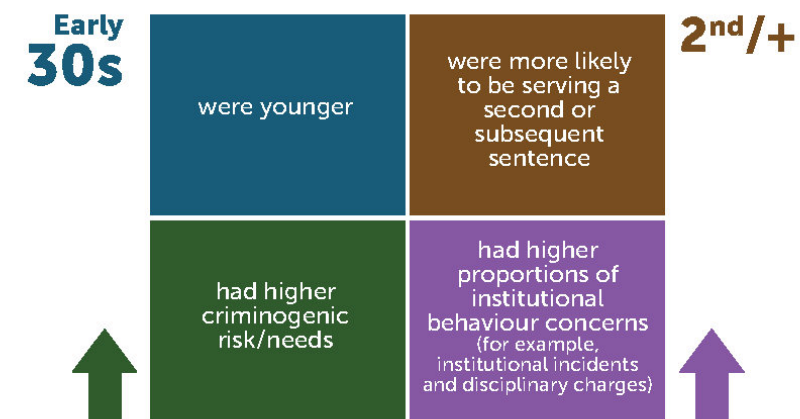 Early
30s
were younger
were more likely
to be serving a
second or
subsequent
sentence
2nd/+
had higher
criminogenic
risk/needs
had higher
proportions of
institutional
behaviour concerns
(for example,
institutional incidents
and disciplinary charges)